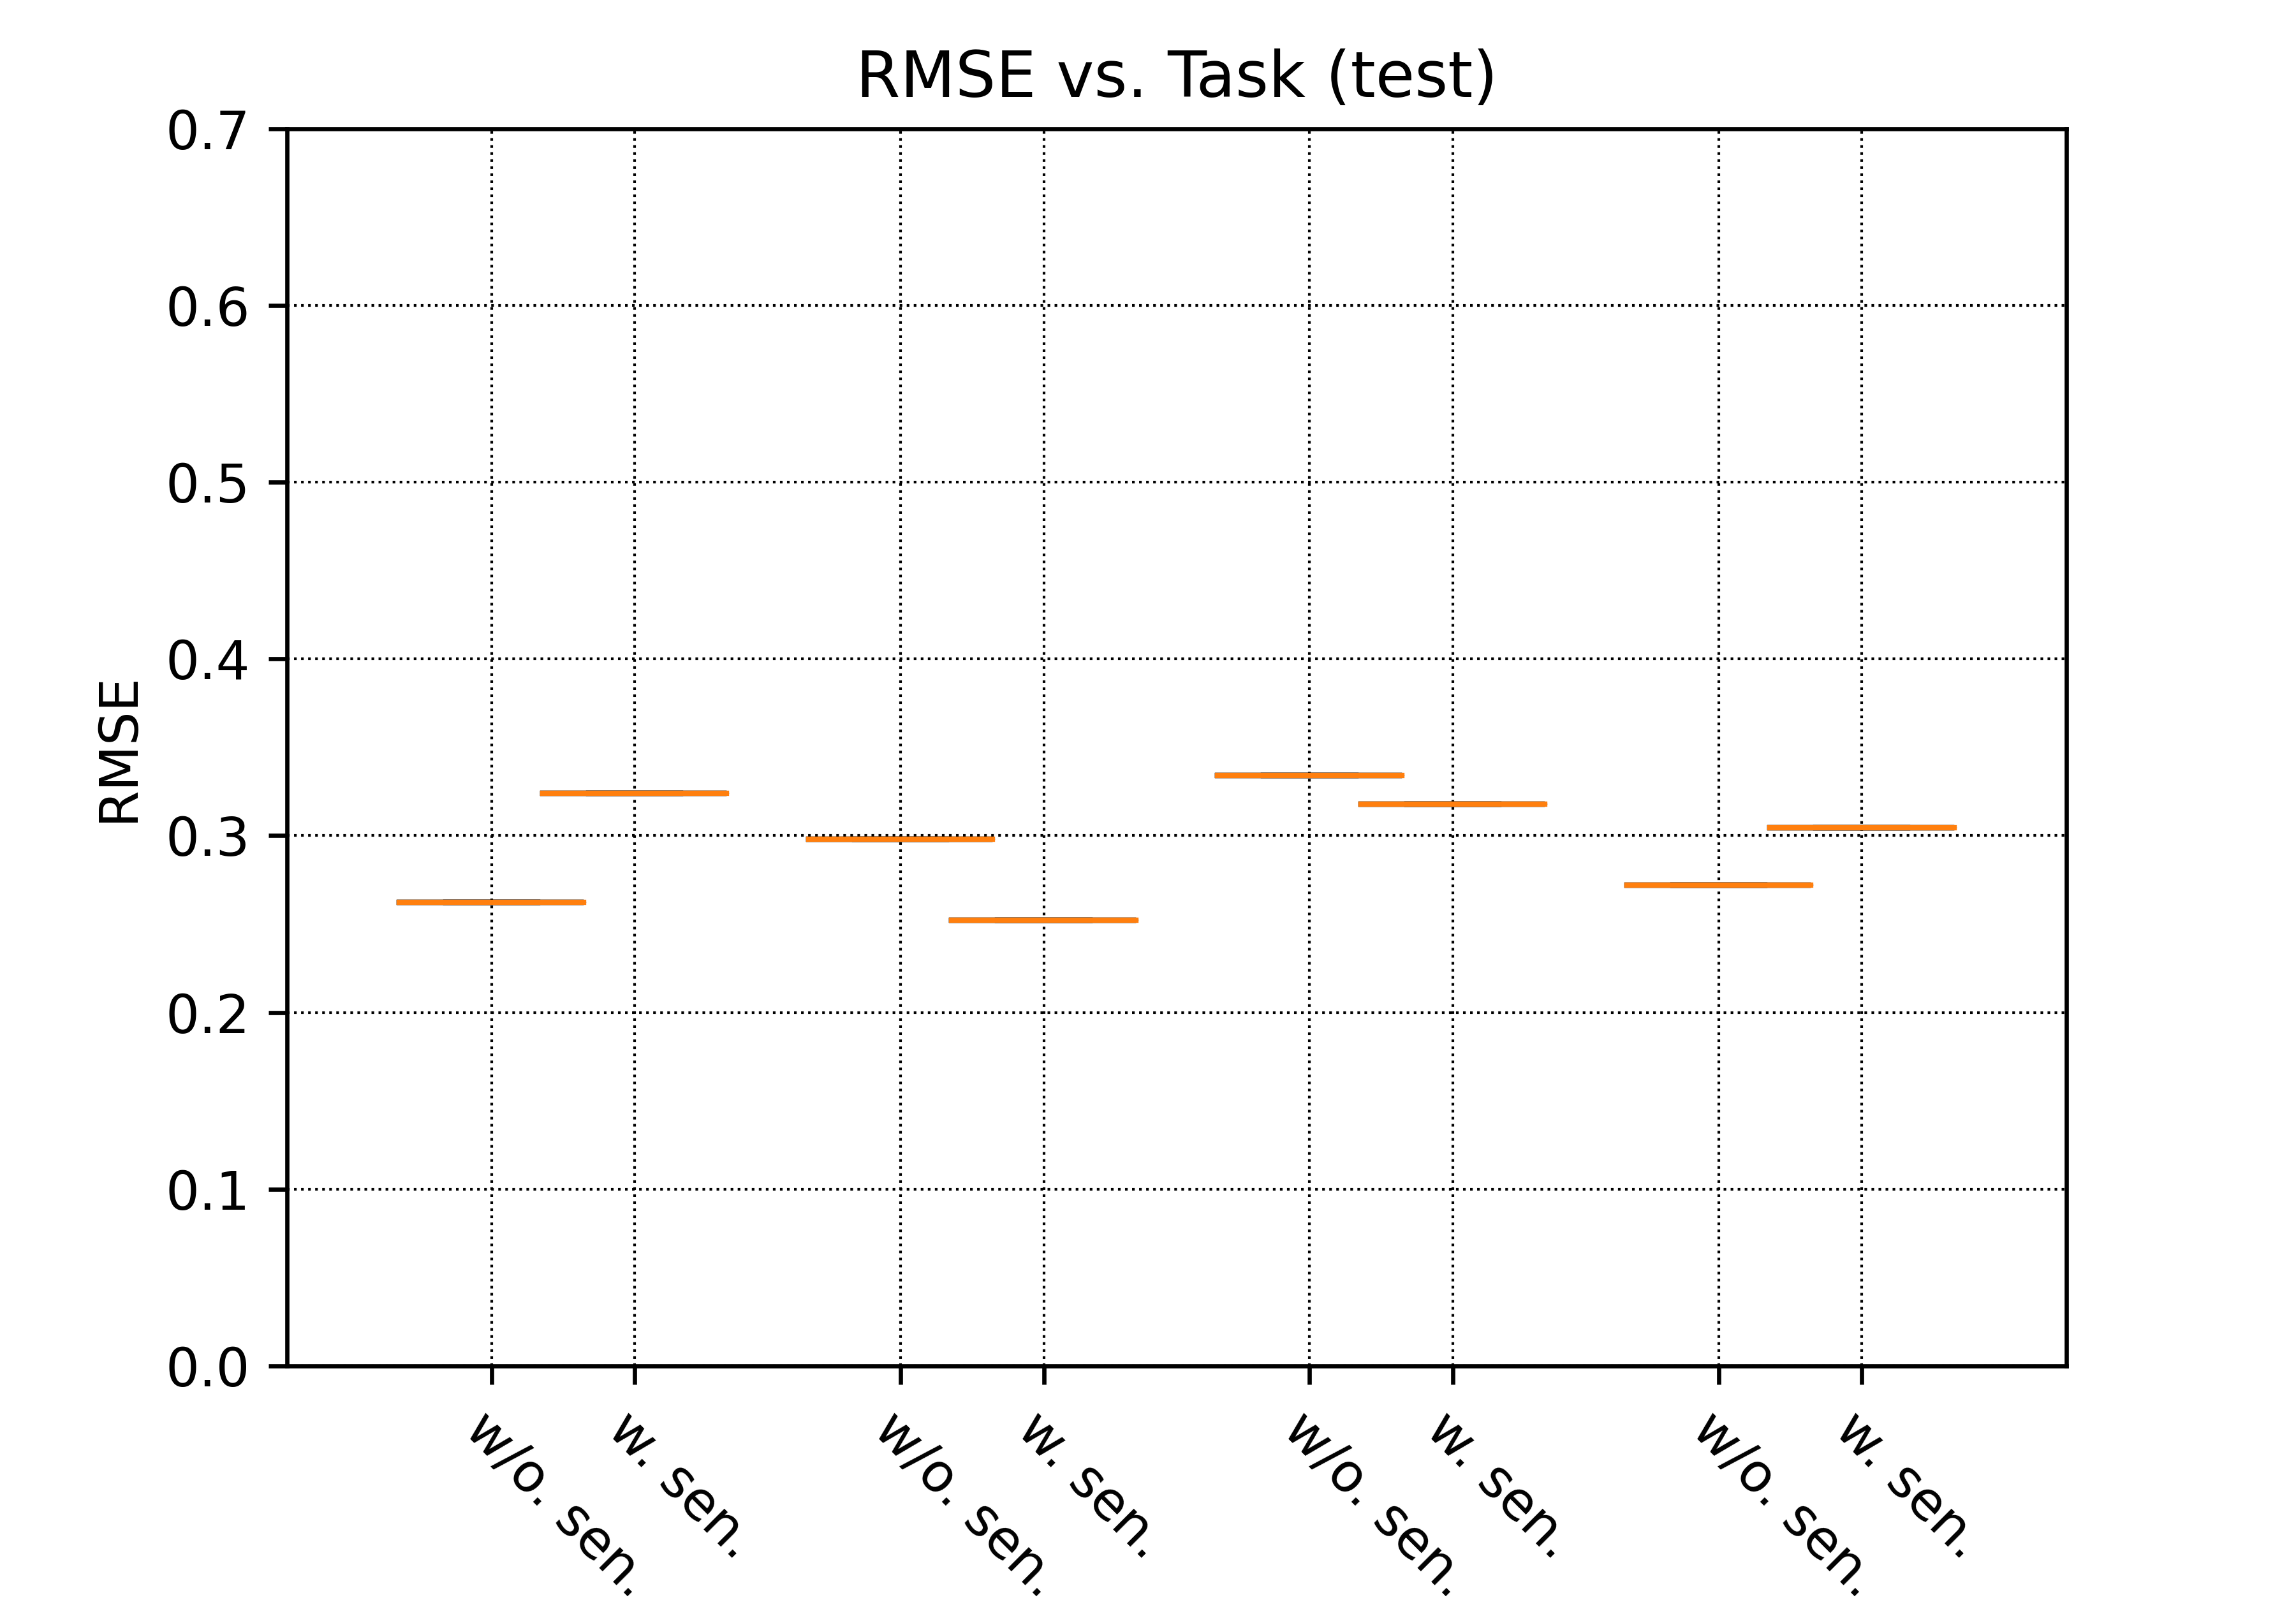 RMSE vs. Task (test)
0.7
0.6
0.5
0.4
0.3
0.2
0.1
0.0
RMSE
w/o. sen.
w. sen.
w/o. sen.
w. sen.
w/o. sen.
w. sen.
w/o. sen.
w. sen.